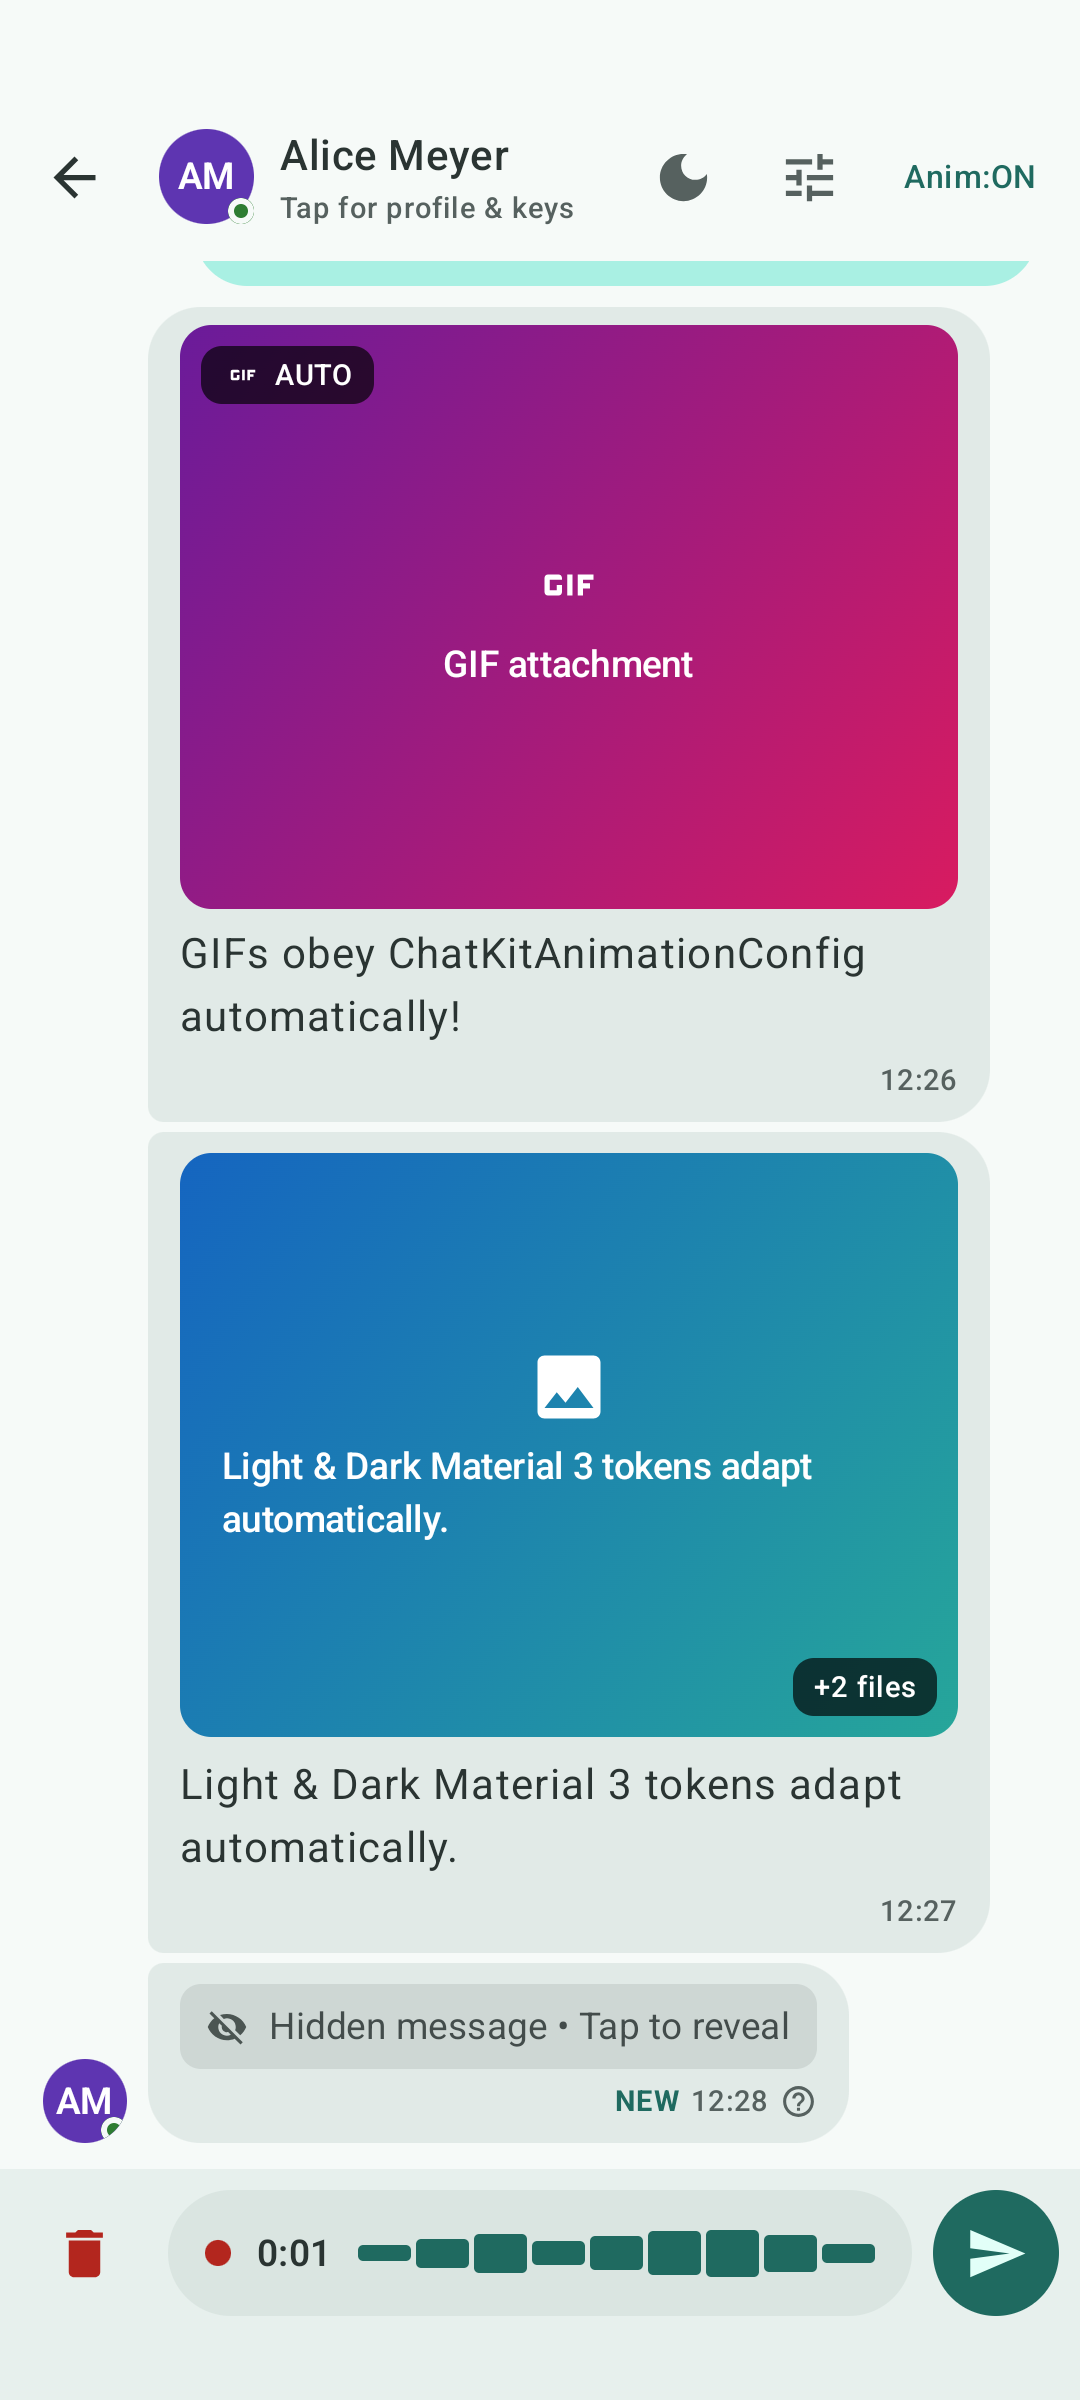 AM
Alice Meyer
Tap for profile & keys
Anim:ON
GIF AUTO
GIF
GIF attachment
GIFs obey ChatKitAnimationConfig
automatically!
12:26
Light & Dark Material 3 tokens adapt
automatically.
+2 files
Light & Dark Material 3 tokens adapt
automatically.
12:27
Hidden message • Tap to reveal
AM
NEW 12:28
0:01